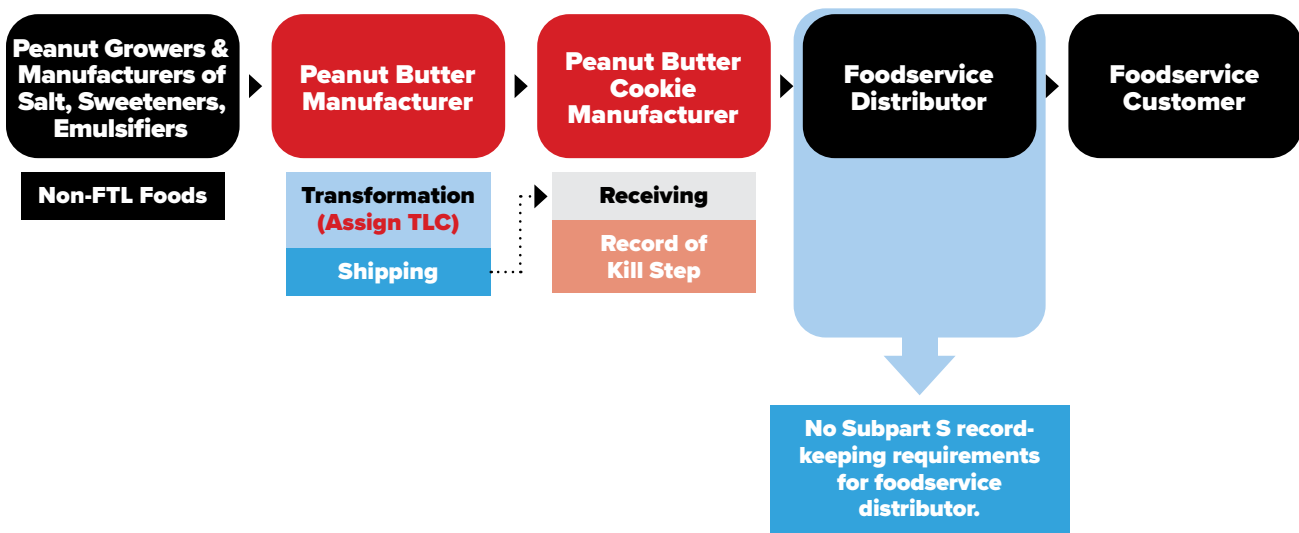 Peanut Growers &
Manufacturers of
Salt, Sweeteners,
Emulsifiers
Peanut Butter
Manufacturer
Peanut Butter
Cookie
Manufacturer
Foodservice
Distributor
Foodservice
Customer
Non-FTL Foods
Transformation
(Assign TLC)
Shipping
Receiving
Record of
Kill Step
No Subpart S record-
keeping requirements
for foodservice
distributor.